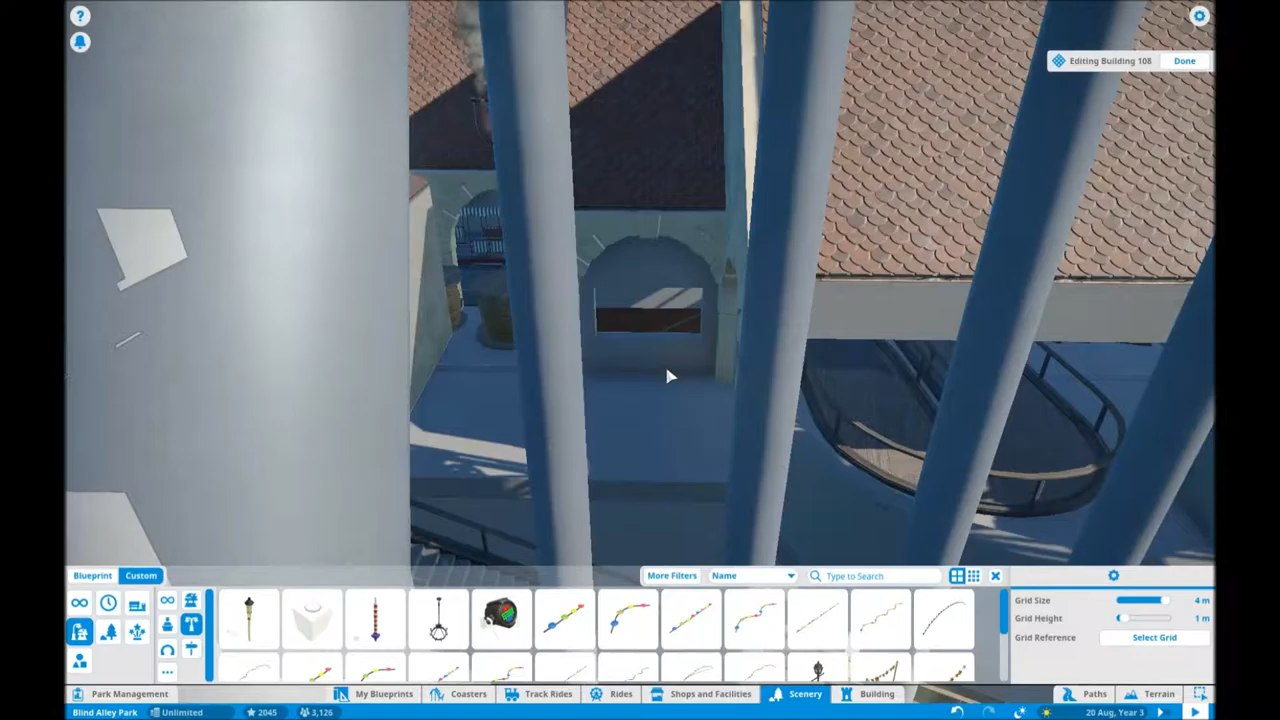 ?
Editing Building 108 Done
Blueprint Custom More Filters Name Type to Search
Grid Size 4 m
Grid Height 1 m
Grid Reference Select Grid
Park Management My Blueprints Coasters Track Rides Rides Shops and Facilities Scenery Building Paths Terrain
Blind Alley Park Unlimited 2045 3,126 20 Aug, Year 3